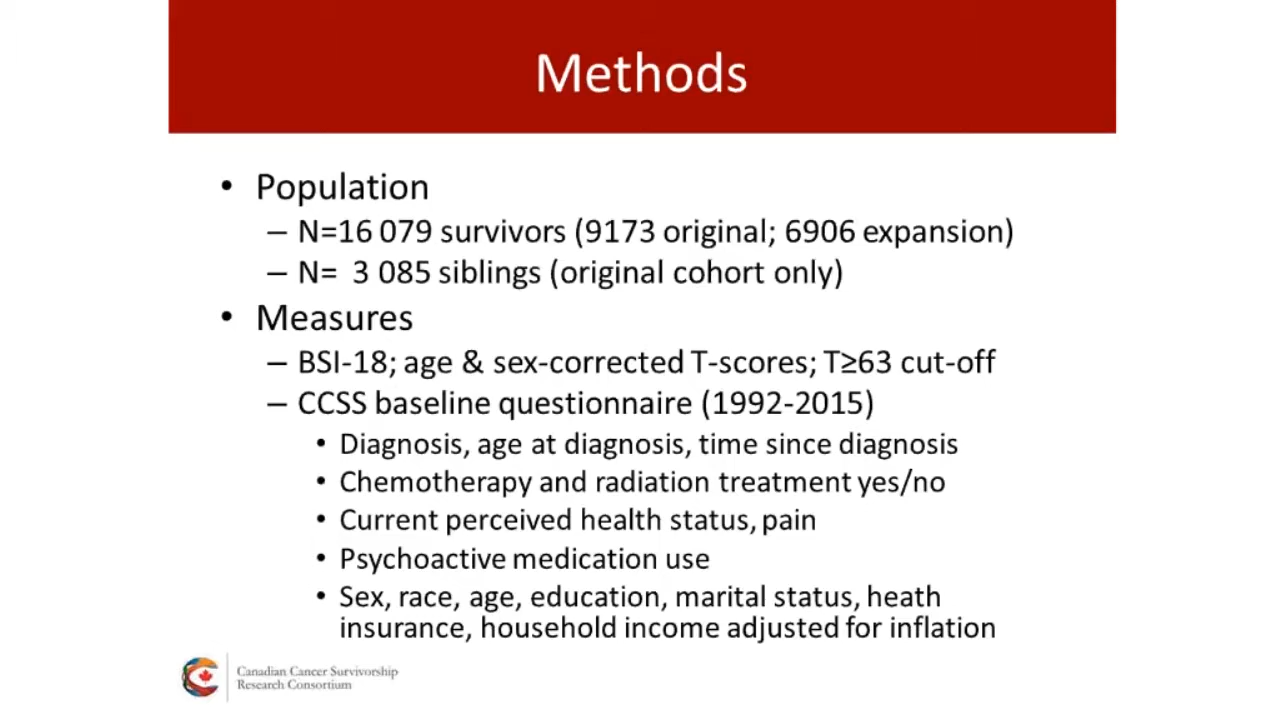 Methods
• Population
– N=16 079 survivors (9173 original; 6906 expansion)
– N= 3 085 siblings (original cohort only)
• Measures
– BSI-18; age & sex-corrected T-scores; T≥63 cut-off
– CCSS baseline questionnaire (1992-2015)
• Diagnosis, age at diagnosis, time since diagnosis
• Chemotherapy and radiation treatment yes/no
• Current perceived health status, pain
• Psychoactive medication use
• Sex, race, age, education, marital status, heath
insurance, household income adjusted for inflation
Canadian Cancer Survivorship
Research Consortium